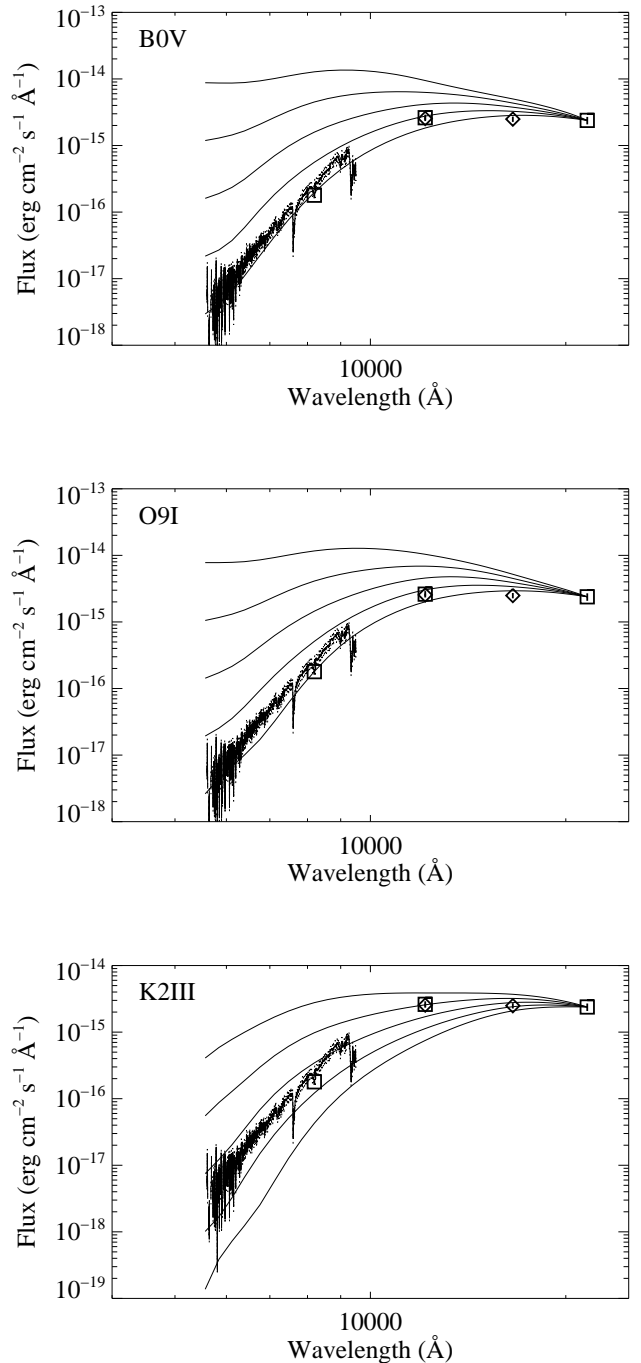 B0V
10⁻¹³
10⁻¹⁴
10⁻¹⁵
10⁻¹⁶
10⁻¹⁷
10⁻¹⁸
Flux (erg cm⁻² s⁻¹ Å⁻¹)
10000
Wavelength (Å)
O9I
10⁻¹³
10⁻¹⁴
10⁻¹⁵
10⁻¹⁶
10⁻¹⁷
10⁻¹⁸
Flux (erg cm⁻² s⁻¹ Å⁻¹)
10000
Wavelength (Å)
K2III
10⁻¹⁴
10⁻¹⁵
10⁻¹⁶
10⁻¹⁷
10⁻¹⁸
10⁻¹⁹
Flux (erg cm⁻² s⁻¹ Å⁻¹)
10000
Wavelength (Å)